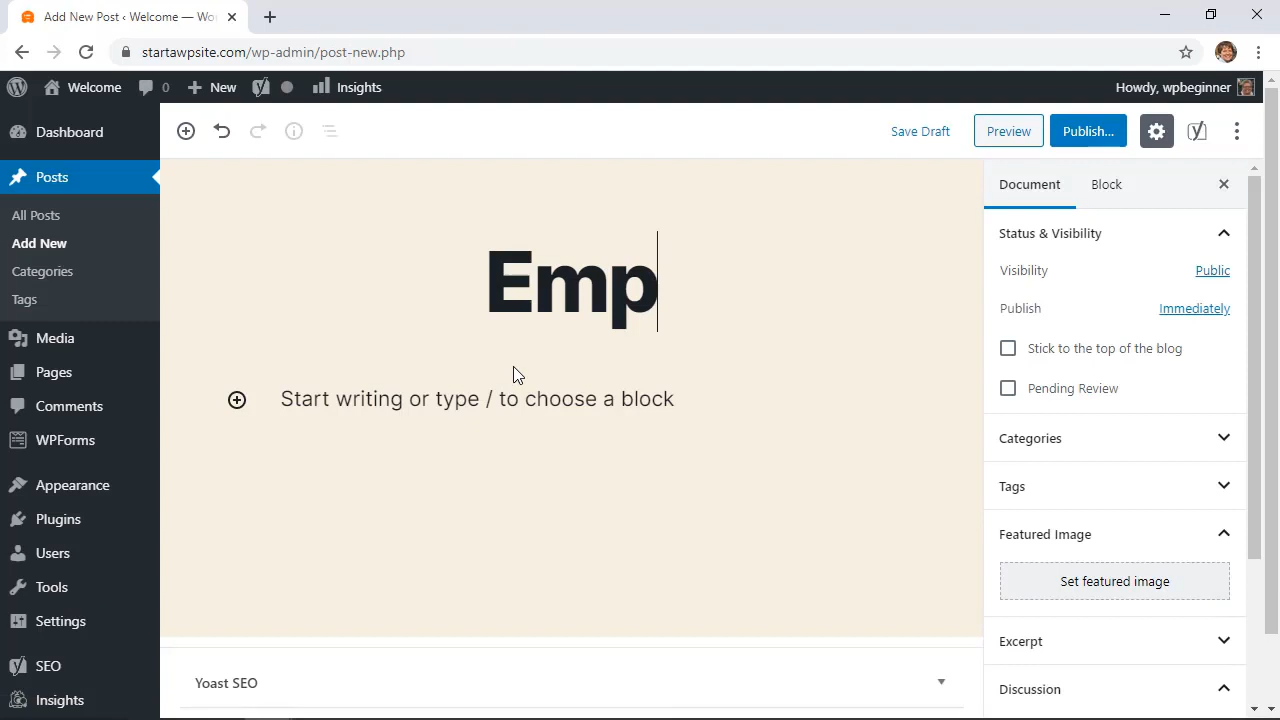 Add New Post ‹ Welcome — Wo
startawpsite.com/wp-admin/post-new.php
Welcome 0 New Insights Howdy, wpbeginner
Dashboard
Posts
All Posts
Add New
Categories
Tags
Media
Pages
Comments
WPForms
Appearance
Plugins
Users
Tools
Settings
SEO
Insights
Save Draft Preview Publish...
Emp
Start writing or type / to choose a block
Yoast SEO
Document Block
Status & Visibility
Visibility Public
Publish Immediately
Stick to the top of the blog
Pending Review
Categories
Tags
Featured Image
Set featured image
Excerpt
Discussion